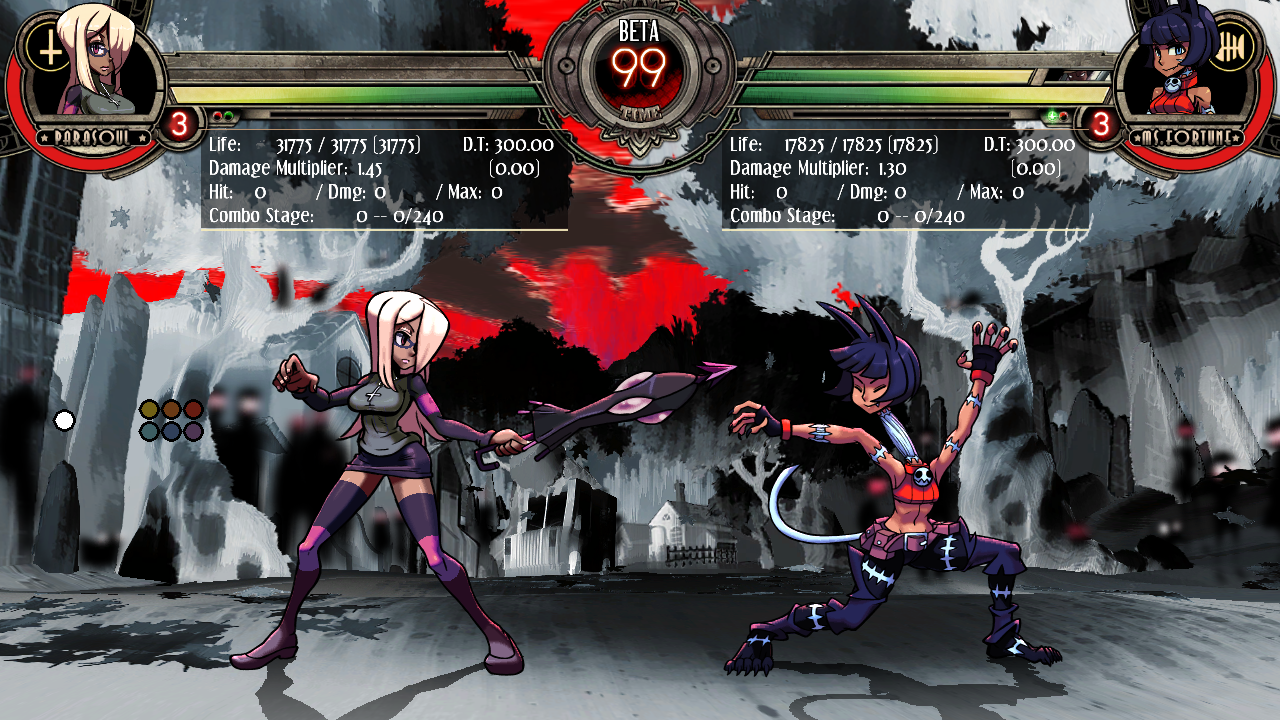 BETA
99
TIME
★ PARASOUL ★
3
3
★ MS. FORTUNE ★
Life: 31775 / 31775 (31775) D.T: 300.00
Damage Multiplier: 1.45 (0.00)
Hit: 0 / Dmg: 0 / Max: 0
Combo Stage: 0 -- 0/240
Life: 17825 / 17825 (17825) D.T: 300.00
Damage Multiplier: 1.30 (0.00)
Hit: 0 / Dmg: 0 / Max: 0
Combo Stage: 0 -- 0/240